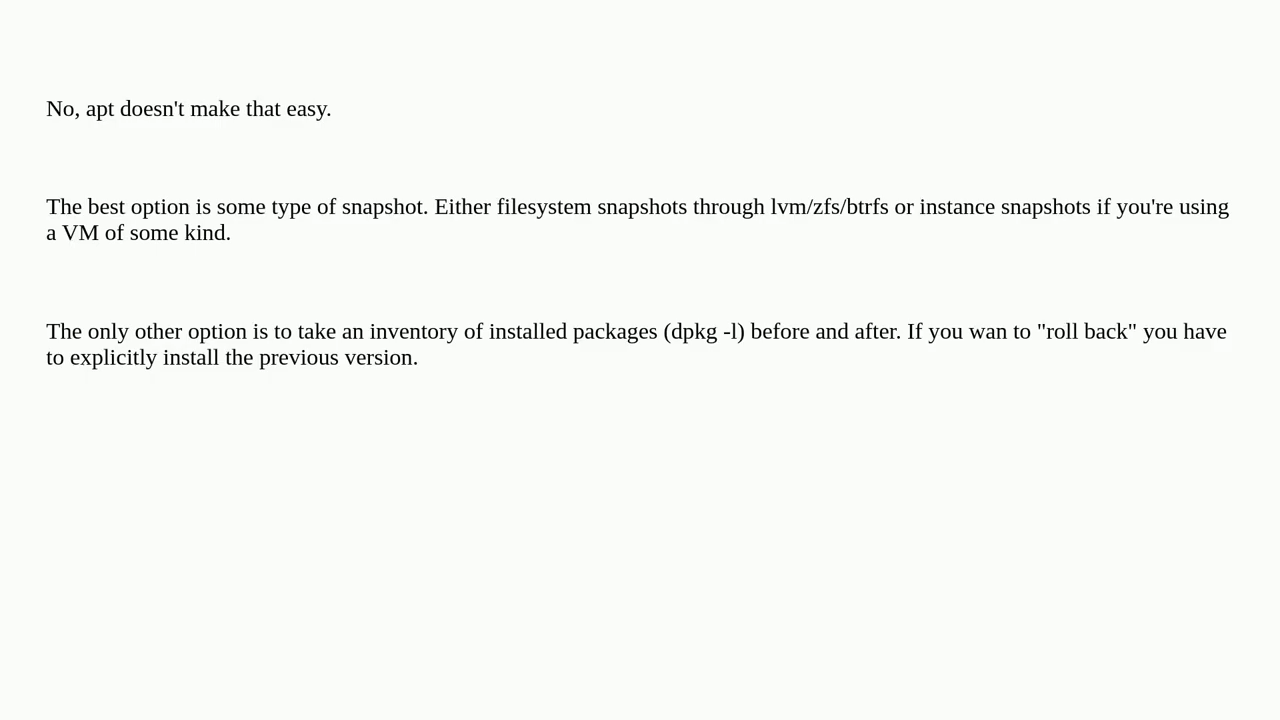 No, apt doesn't make that easy.
The best option is some type of snapshot. Either filesystem snapshots through lvm/zfs/btrfs or instance snapshots if you're using
a VM of some kind.
The only other option is to take an inventory of installed packages (dpkg -l) before and after. If you wan to "roll back" you have
to explicitly install the previous version.